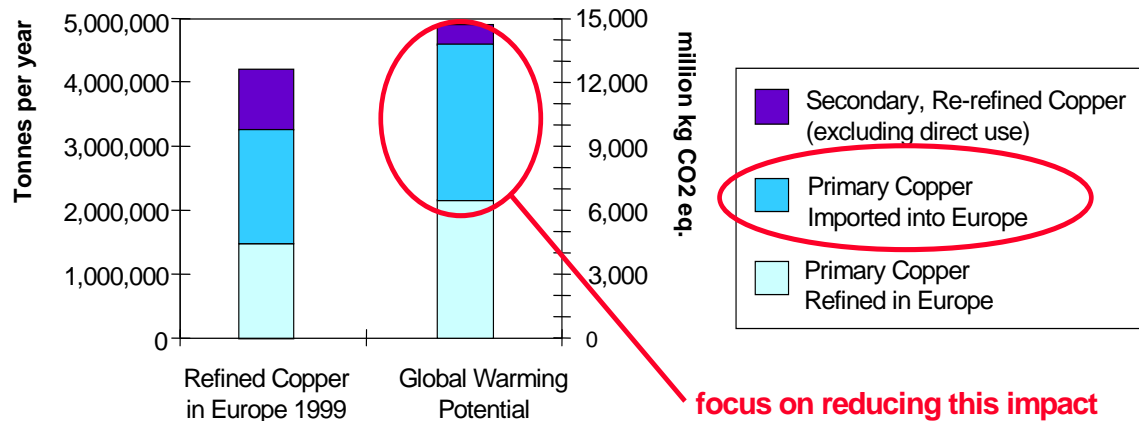 Tonnes per year
5,000,000
4,000,000
3,000,000
2,000,000
1,000,000
0
15,000
12,000
9,000
6,000
3,000
0
million kg CO2 eq.
Refined Copper
in Europe 1999
Global Warming
Potential
Secondary, Re-refined Copper
(excluding direct use)
Primary Copper
Imported into Europe
Primary Copper
Refined in Europe
focus on reducing this impact